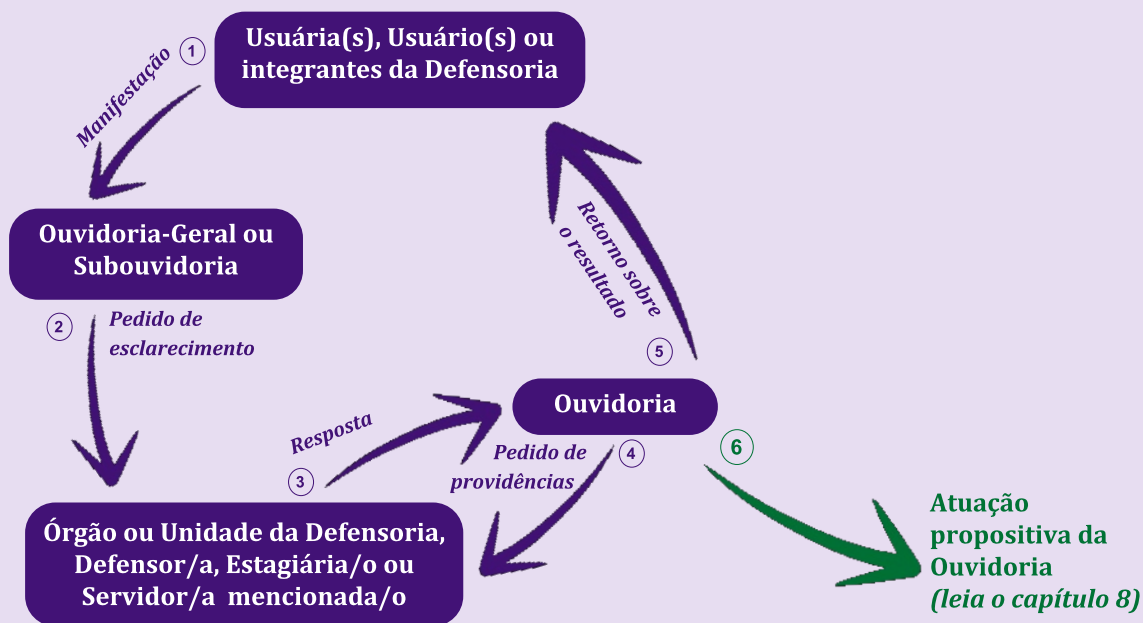 Usuária(s), Usuário(s) ou
integrantes da Defensoria
1
Manifestação
Ouvidoria-Geral ou
Subouvidoria
2
Pedido de
esclarecimento
Órgão ou Unidade da Defensoria,
Defensor/a, Estagiária/o ou
Servidor/a mencionada/o
3
Resposta
Ouvidoria
4
Pedido de
providências
5
Retorno sobre
o resultado
6
Atuação
propositiva da
Ouvidoria
(leia o capítulo 8)